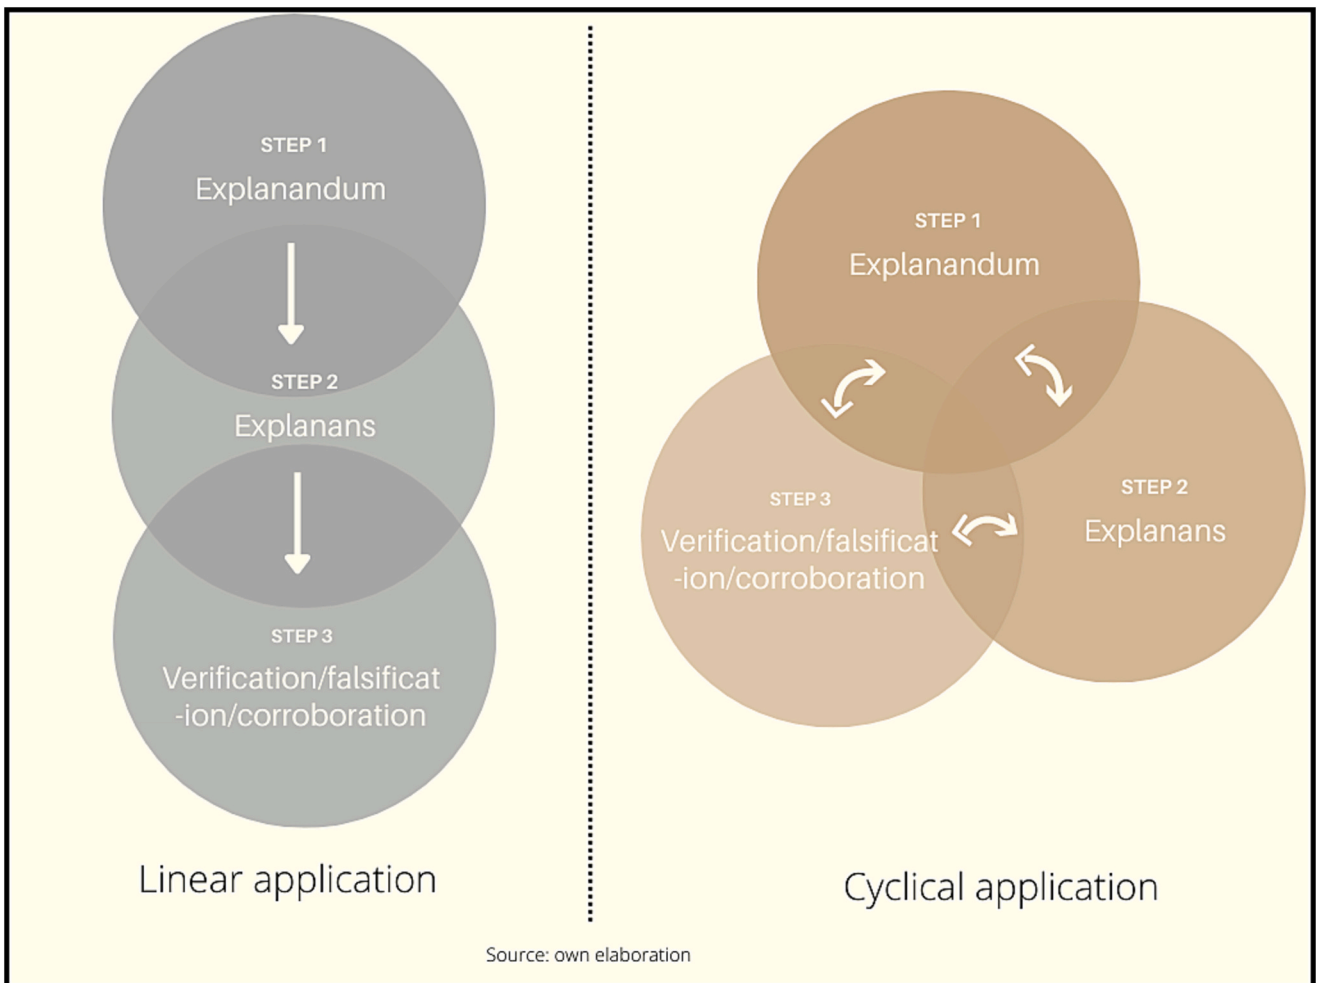 STEP 1
Explanandum
STEP 2
Explanans
STEP 3
Verification/falsificat
-ion/corroboration
Linear application
STEP 1
Explanandum
STEP 2
Explanans
STEP 3
Verification/falsificat
-ion/corroboration
Cyclical application
Source: own elaboration